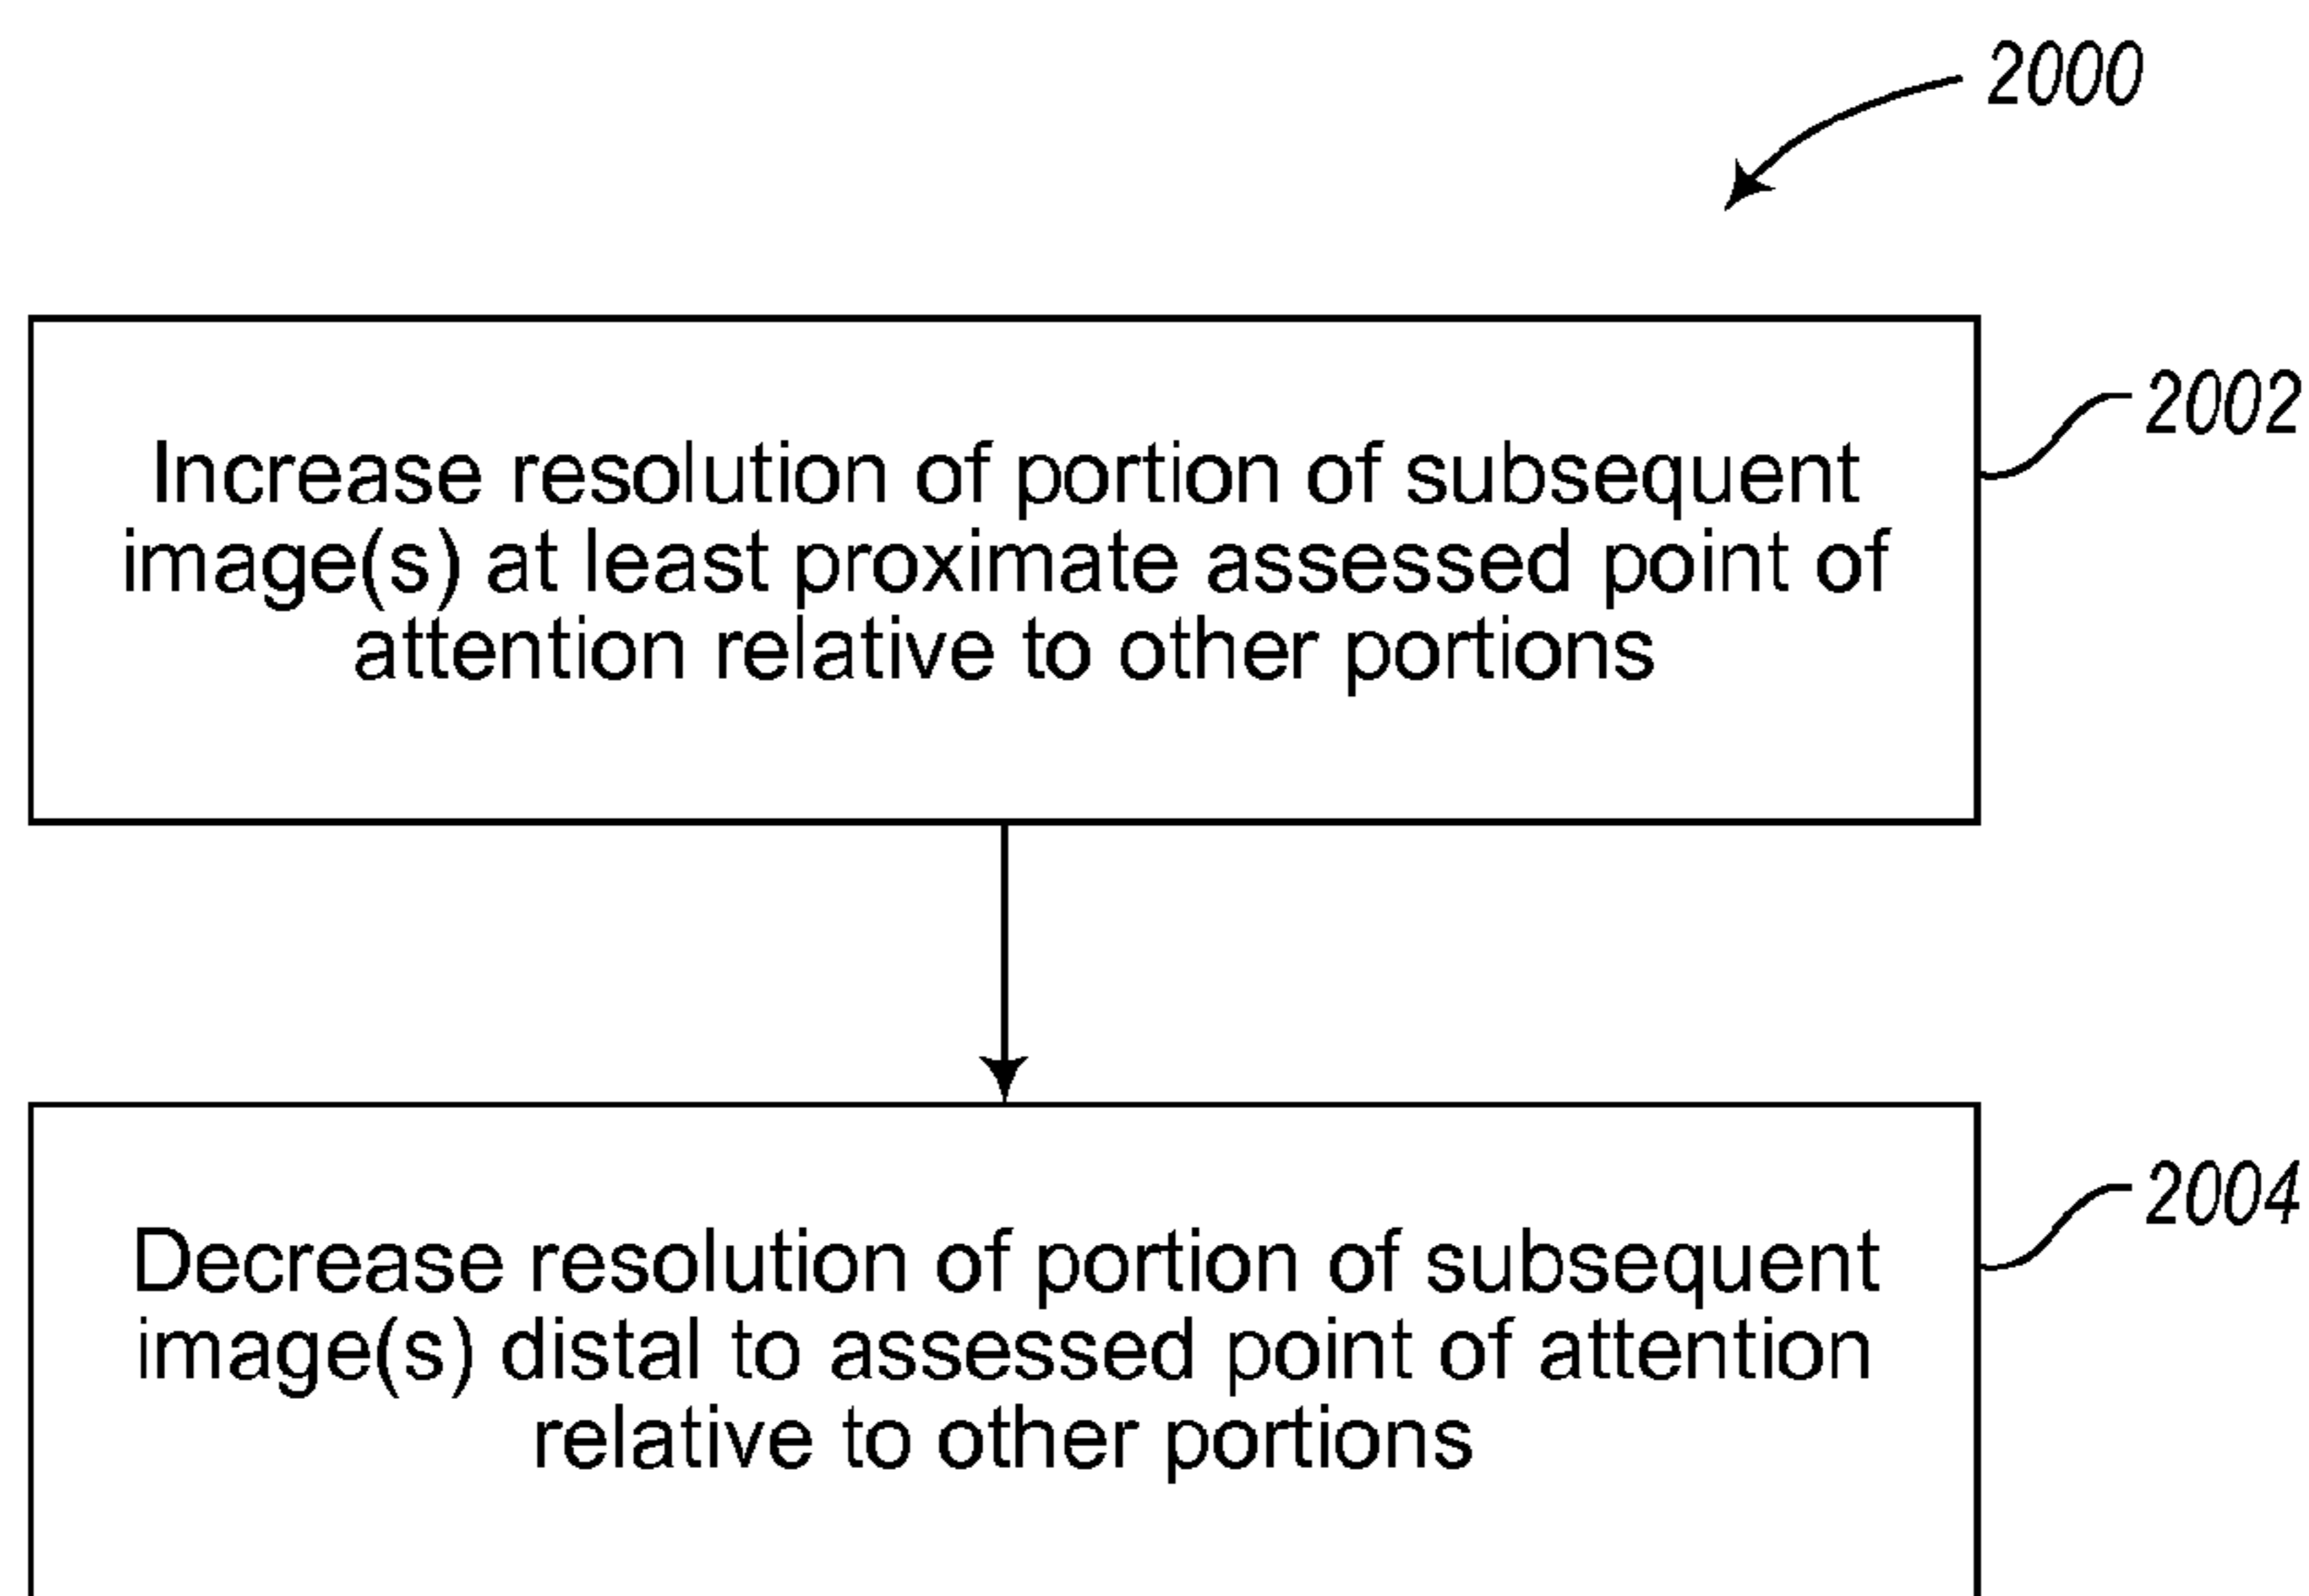 2000
2002
Increase resolution of portion of subsequent
image(s) at least proximate assessed point of
attention relative to other portions
2004
Decrease resolution of portion of subsequent
image(s) distal to assessed point of attention
relative to other portions